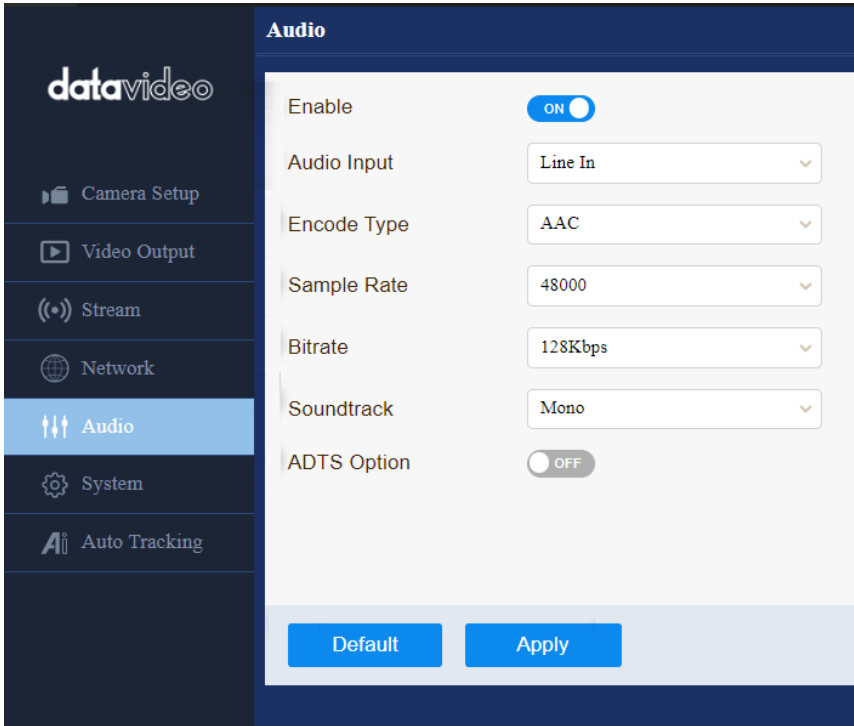 Audio
datavideo
Camera Setup
Video Output
Stream
Network
Audio
System
Auto Tracking
Enable ON
Audio Input Line In
Encode Type AAC
Sample Rate 48000
Bitrate 128Kbps
Soundtrack Mono
ADTS Option OFF
Default Apply